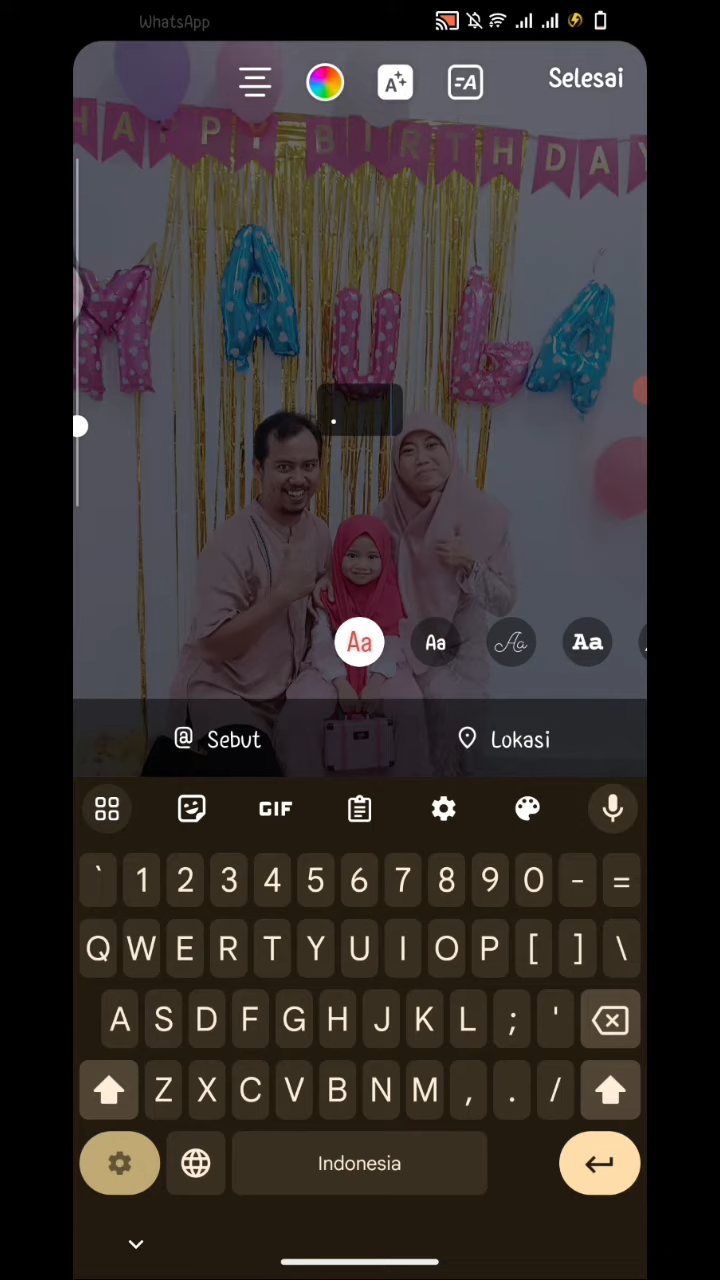 WhatsApp
Selesai
HAPPY BIRTHDAY
MAULA
.
Aa Aa Aa Aa
@ Sebut Lokasi
GIF
` 1 2 3 4 5 6 7 8 9 0 - =
Q W E R T Y U I O P [ ] \
A S D F G H J K L ; '
Z X C V B N M , . /
Indonesia